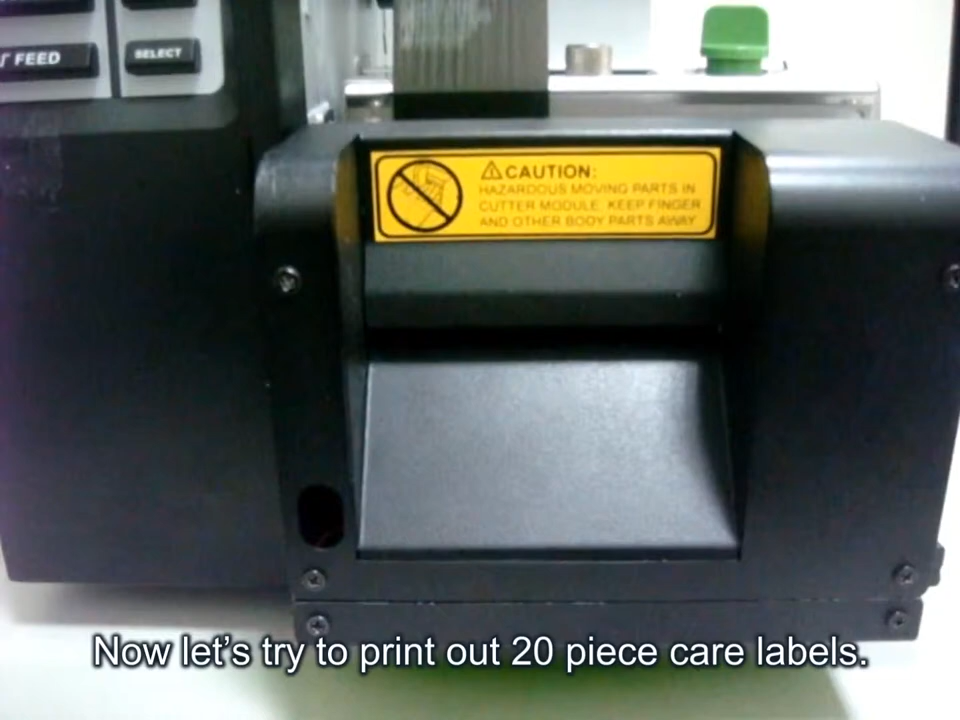 FEED
SELECT
CAUTION:
HAZARDOUS MOVING PARTS IN
CUTTER MODULE. KEEP FINGER
AND OTHER BODY PARTS AWAY
Now let's try to print out 20 piece care labels.